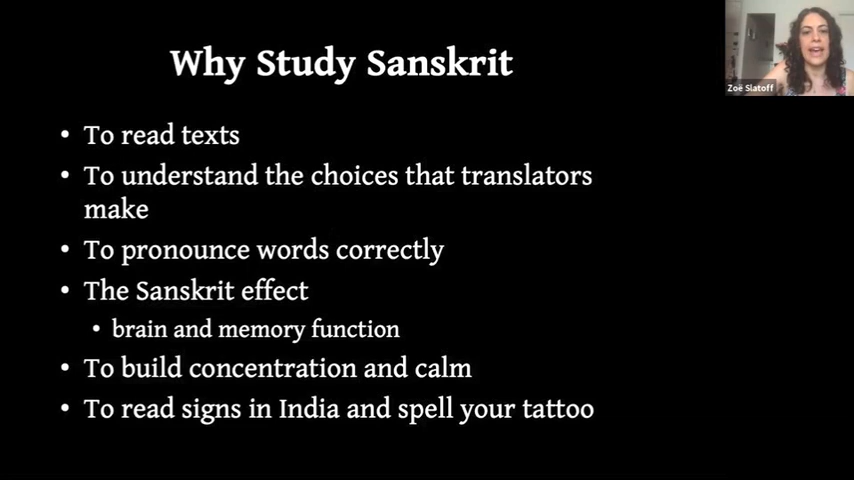 Why Study Sanskrit
Zoë Slatoff
• To read texts
• To understand the choices that translators
make
• To pronounce words correctly
• The Sanskrit effect
• brain and memory function
• To build concentration and calm
• To read signs in India and spell your tattoo